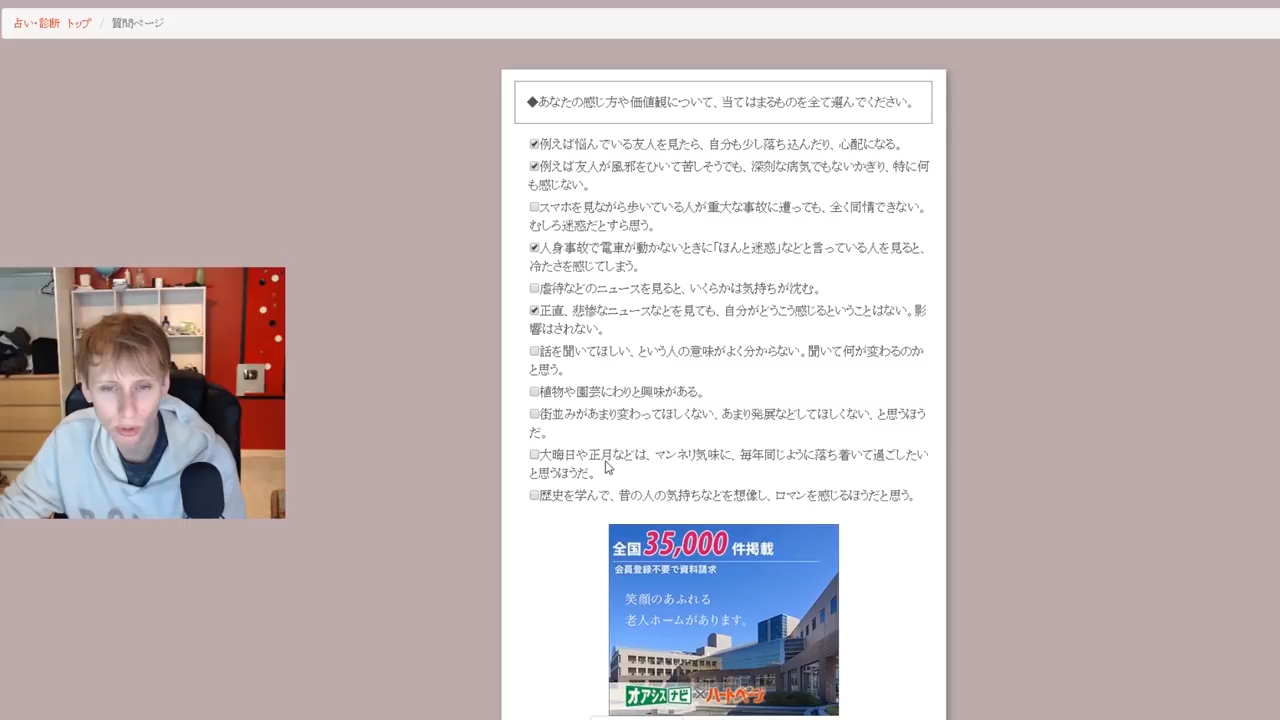 占い・診断 トップ / 質問ページ
◆あなたの感じ方や価値観について、当てはまるものを全て選んでください。
例えば悩んでいる友人を見たら、自分も少し落ち込んだり、心配になる。
例えば友人が風邪をひいて苦しそうでも、深刻な病気でもないかぎり、特に何
も感じない。
スマホを見ながら歩いている人が重大な事故に遭っても、全く同情できない。
むしろ迷惑だとすら思う。
人身事故で電車が動かないときに「ほんと迷惑」などと言っている人を見ると、
冷たさを感じてしまう。
虐待などのニュースを見ると、いくらかは気持ちが沈む。
正直、悲惨なニュースなどを見ても、自分がどうこう感じるということはない。影
響はされない。
話を聞いてほしい、という人の意味がよく分からない。聞いて何が変わるのか
と思う。
植物や園芸にわりと興味がある。
街並みがあまり変わってほしくない、あまり発展などしてほしくない、と思うほう
だ。
大晦日や正月などは、マンネリ気味に、毎年同じように落ち着いて過ごしたい
と思うほうだ。
歴史を学んで、昔の人の気持ちなどを想像し、ロマンを感じるほうだと思う。
全国35,000件掲載
会員登録不要で資料請求
笑顔のあふれる
老人ホームがあります。
オアシスナビ×ハートページ